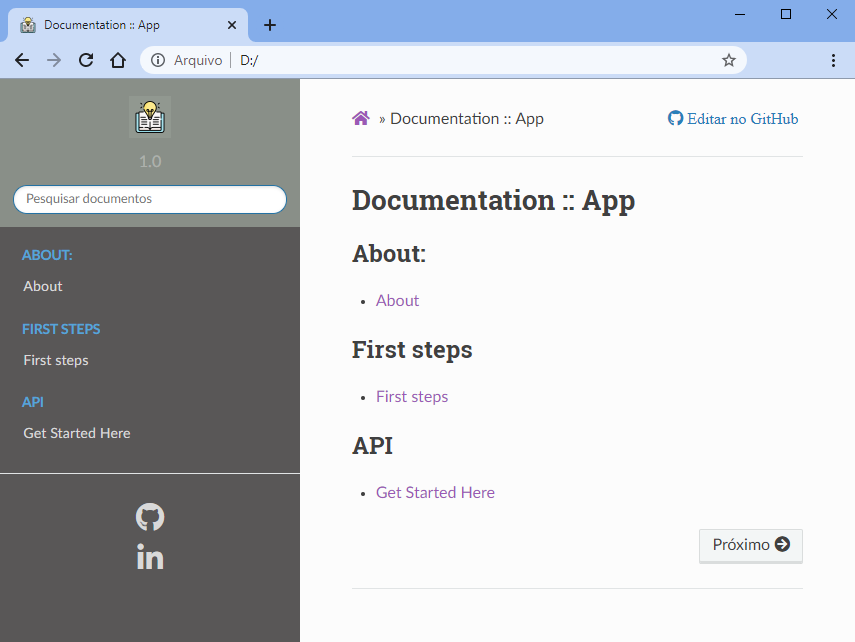 Documentation :: App
Arquivo | D:/
1.0
Pesquisar documentos
ABOUT:
About
FIRST STEPS
First steps
API
Get Started Here
in
» Documentation :: App
Editar no GitHub
Documentation :: App
About:
• About
First steps
• First steps
API
• Get Started Here
Próximo